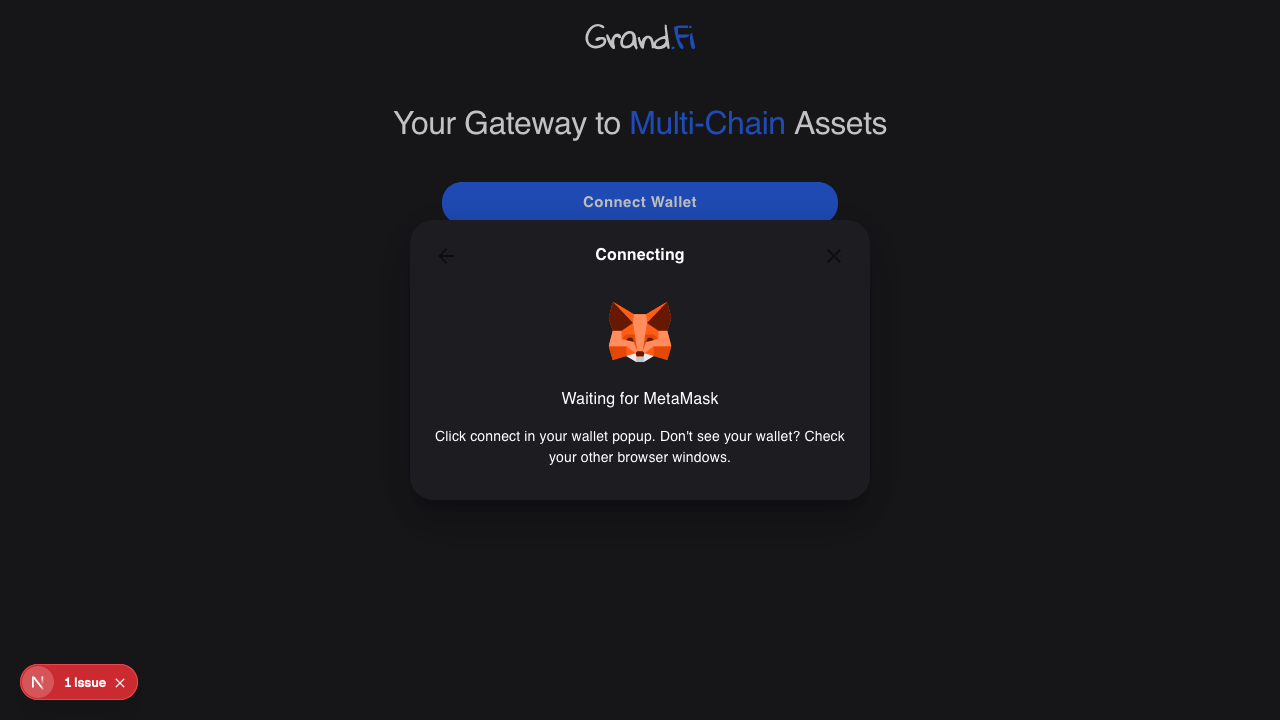 Grand.Fi
Your Gateway to Multi-Chain Assets
Connect Wallet
Connecting
Waiting for MetaMask
Click connect in your wallet popup. Don't see your wallet? Check
your other browser windows.
N
1 Issue